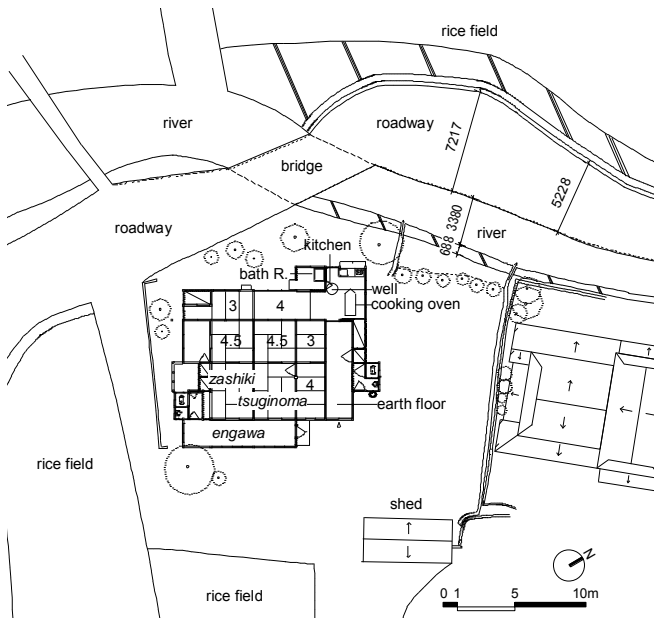 rice field
river
roadway
7217
bridge
5228
roadway
688 3380
river
kitchen
bath R.
well
3
4
cooking oven
4.5
4.5
3
zashiki
4
tsuginoma
earth floor
engawa
rice field
shed
N
rice field
0 1 5 10m